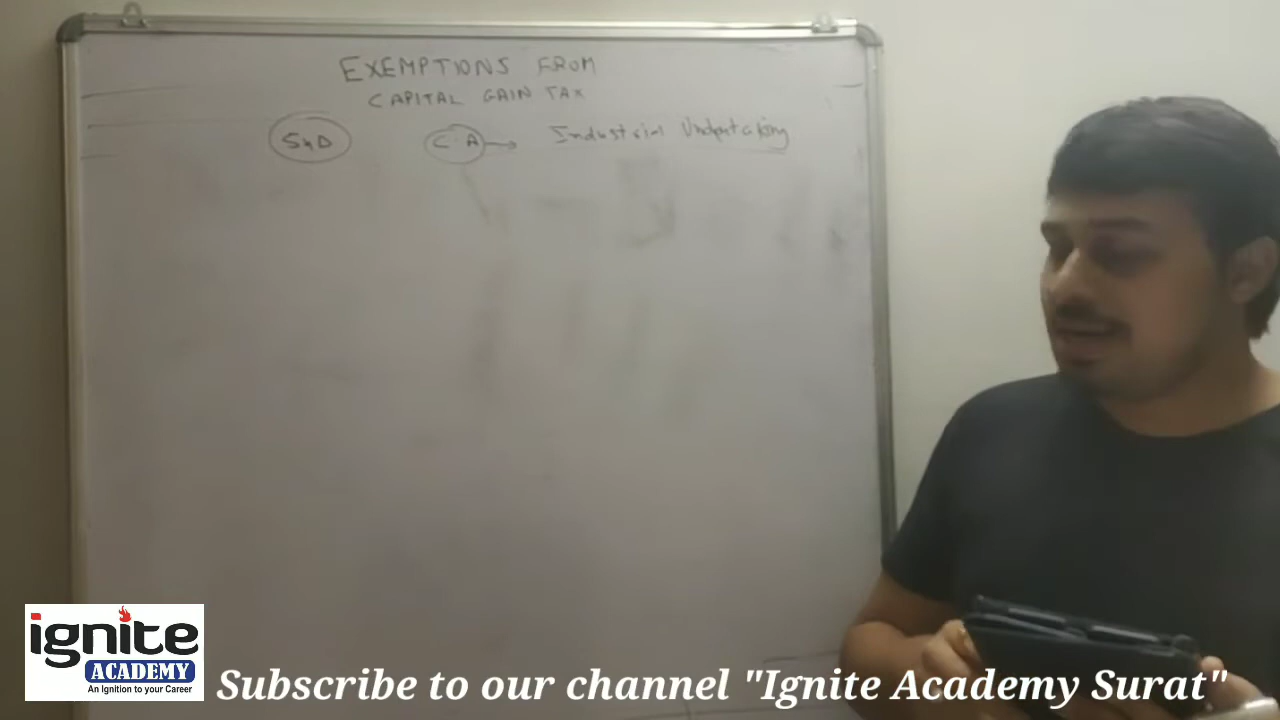 EXEMPTIONS FROM
CAPITAL GAIN TAX
54D C A → Industrial Undertaking
ignite
ACADEMY
An Ignition to your Career
Subscribe to our channel "Ignite Academy Surat"